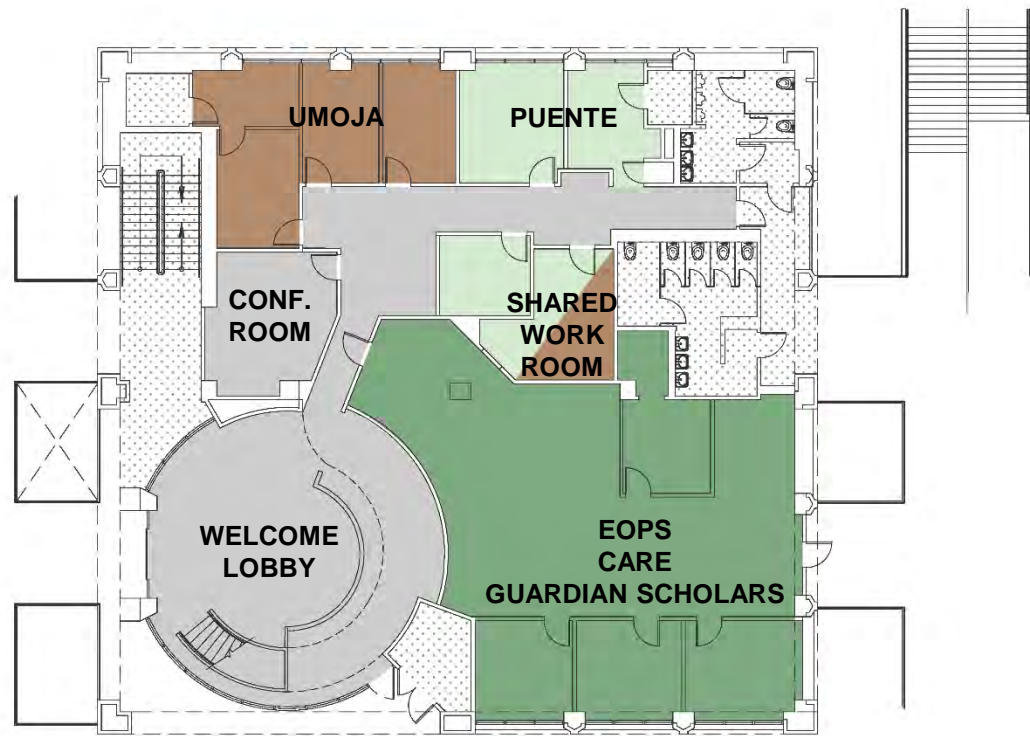 UMOJA
PUENTE
CONF.
ROOM
SHARED
WORK
ROOM
WELCOME
LOBBY
EOPS
CARE
GUARDIAN SCHOLARS